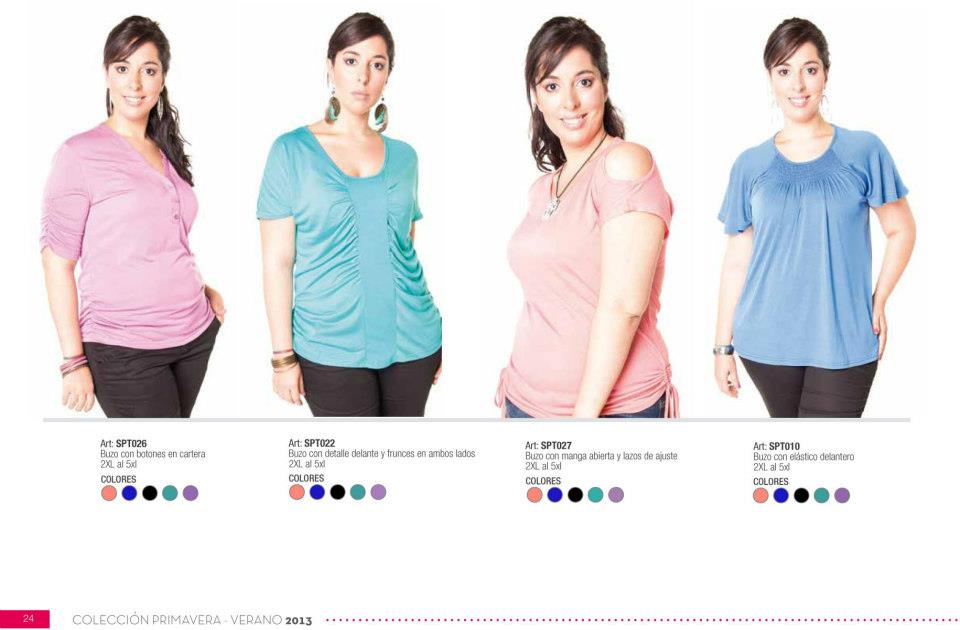 Art: SPT026
Buzo con botones en cartera
2XL al 5xl
COLORES
Art: SPT022
Buzo con detalle delante y frunces en ambos lados
2XL al 5xl
COLORES
Art: SPT027
Buzo con manga abierta y lazos de ajuste
2XL al 5xl
COLORES
Art: SPT010
Buzo con elástico delantero
2XL al 5xl
COLORES
24
COLECCIÓN PRIMAVERA - VERANO 2013